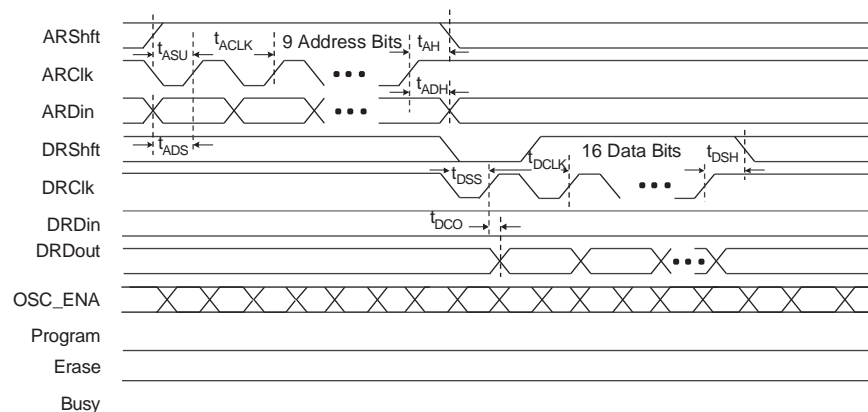 ARShft
tASU
tACLK
9 Address Bits
tAH
ARClk
tADH
ARDin
tADS
DRShft
tDCLK
16 Data Bits
tDSH
tDSS
DRClk
DRDin
tDCO
DRDout
OSC_ENA
Program
Erase
Busy